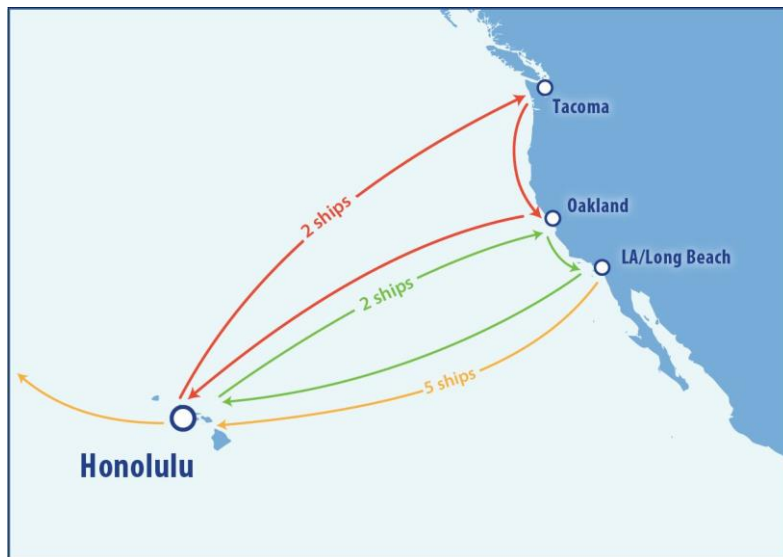 Tacoma
2 ships
Oakland
LA/Long Beach
2 ships
5 ships
Honolulu